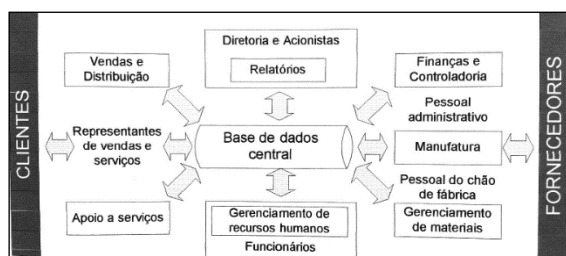 CLIENTES
Vendas e
Distribuição
Representantes
de vendas e
serviços
Apoio a serviços
Diretoria e Acionistas
Relatórios
Base de dados
central
Gerenciamento de
recursos humanos
Funcionários
Finanças e
Controladoria
Pessoal
administrativo
Manufatura
Pessoal do chão
de fábrica
Gerenciamento
de materiais
FORNECEDORES